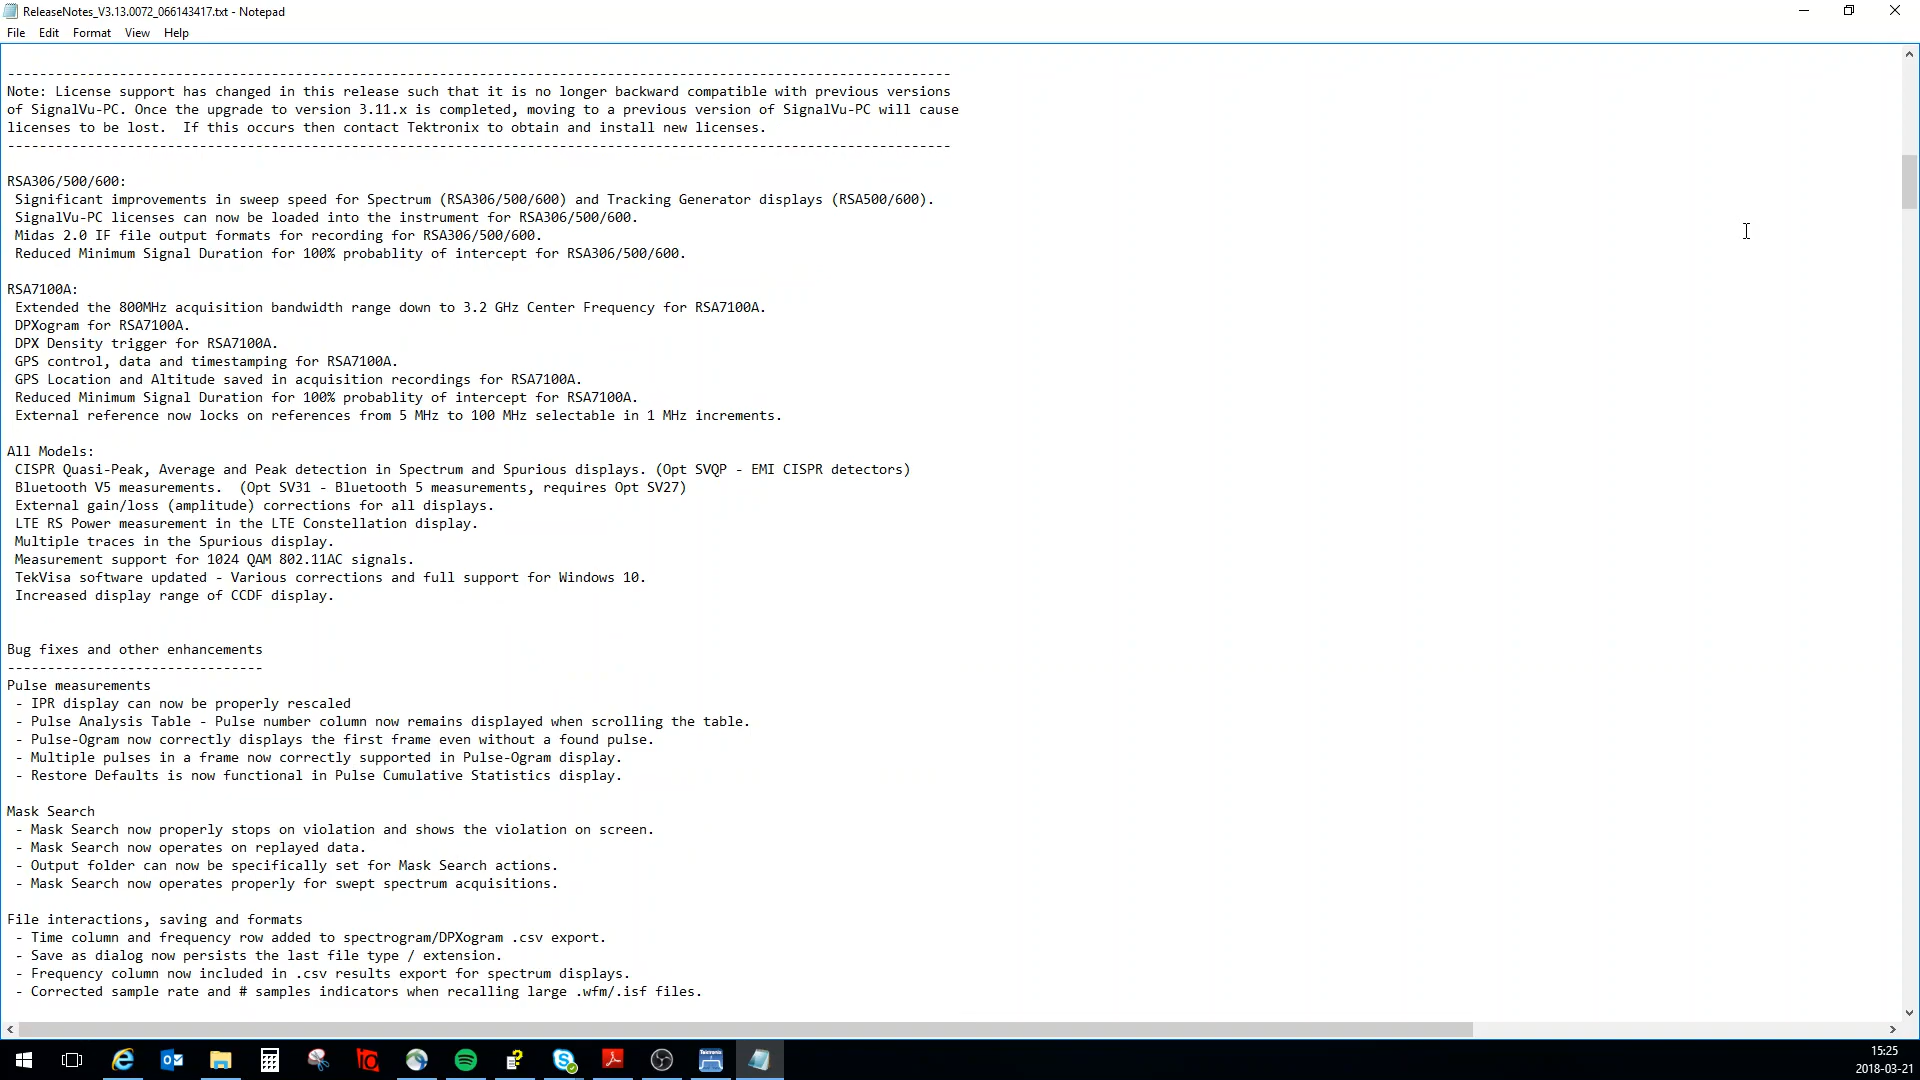 ReleaseNotes_V3.13.0072_066143417.txt - Notepad
File Edit Format View Help
----------------------------------------------------------------------------------------------------------------------
Note: License support has changed in this release such that it is no longer backward compatible with previous versions
of SignalVu-PC. Once the upgrade to version 3.11.x is completed, moving to a previous version of SignalVu-PC will cause
licenses to be lost.  If this occurs then contact Tektronix to obtain and install new licenses.
----------------------------------------------------------------------------------------------------------------------
RSA306/500/600:
Significant improvements in sweep speed for Spectrum (RSA306/500/600) and Tracking Generator displays (RSA500/600).
SignalVu-PC licenses can now be loaded into the instrument for RSA306/500/600.
Midas 2.0 IF file output formats for recording for RSA306/500/600.
Reduced Minimum Signal Duration for 100% probablity of intercept for RSA306/500/600.
RSA7100A:
Extended the 800MHz acquisition bandwidth range down to 3.2 GHz Center Frequency for RSA7100A.
DPXogram for RSA7100A.
DPX Density trigger for RSA7100A.
GPS control, data and timestamping for RSA7100A.
GPS Location and Altitude saved in acquisition recordings for RSA7100A.
Reduced Minimum Signal Duration for 100% probablity of intercept for RSA7100A.
External reference now locks on references from 5 MHz to 100 MHz selectable in 1 MHz increments.
All Models:
CISPR Quasi-Peak, Average and Peak detection in Spectrum and Spurious displays. (Opt SVQP - EMI CISPR detectors)
Bluetooth V5 measurements.  (Opt SV31 - Bluetooth 5 measurements, requires Opt SV27)
External gain/loss (amplitude) corrections for all displays.
LTE RS Power measurement in the LTE Constellation display.
Multiple traces in the Spurious display.
Measurement support for 1024 QAM 802.11AC signals.
TekVisa software updated - Various corrections and full support for Windows 10.
Increased display range of CCDF display.
Bug fixes and other enhancements
--------------------------------
Pulse measurements
- IPR display can now be properly rescaled
- Pulse Analysis Table - Pulse number column now remains displayed when scrolling the table.
- Pulse-Ogram now correctly displays the first frame even without a found pulse.
- Multiple pulses in a frame now correctly supported in Pulse-Ogram display.
- Restore Defaults is now functional in Pulse Cumulative Statistics display.
Mask Search
- Mask Search now properly stops on violation and shows the violation on screen.
- Mask Search now operates on replayed data.
- Output folder can now be specifically set for Mask Search actions.
- Mask Search now operates properly for swept spectrum acquisitions.
File interactions, saving and formats
- Time column and frequency row added to spectrogram/DPXogram .csv export.
- Save as dialog now persists the last file type / extension.
- Frequency column now included in .csv results export for spectrum displays.
- Corrected sample rate and # samples indicators when recalling large .wfm/.isf files.
15:25
2018-03-21